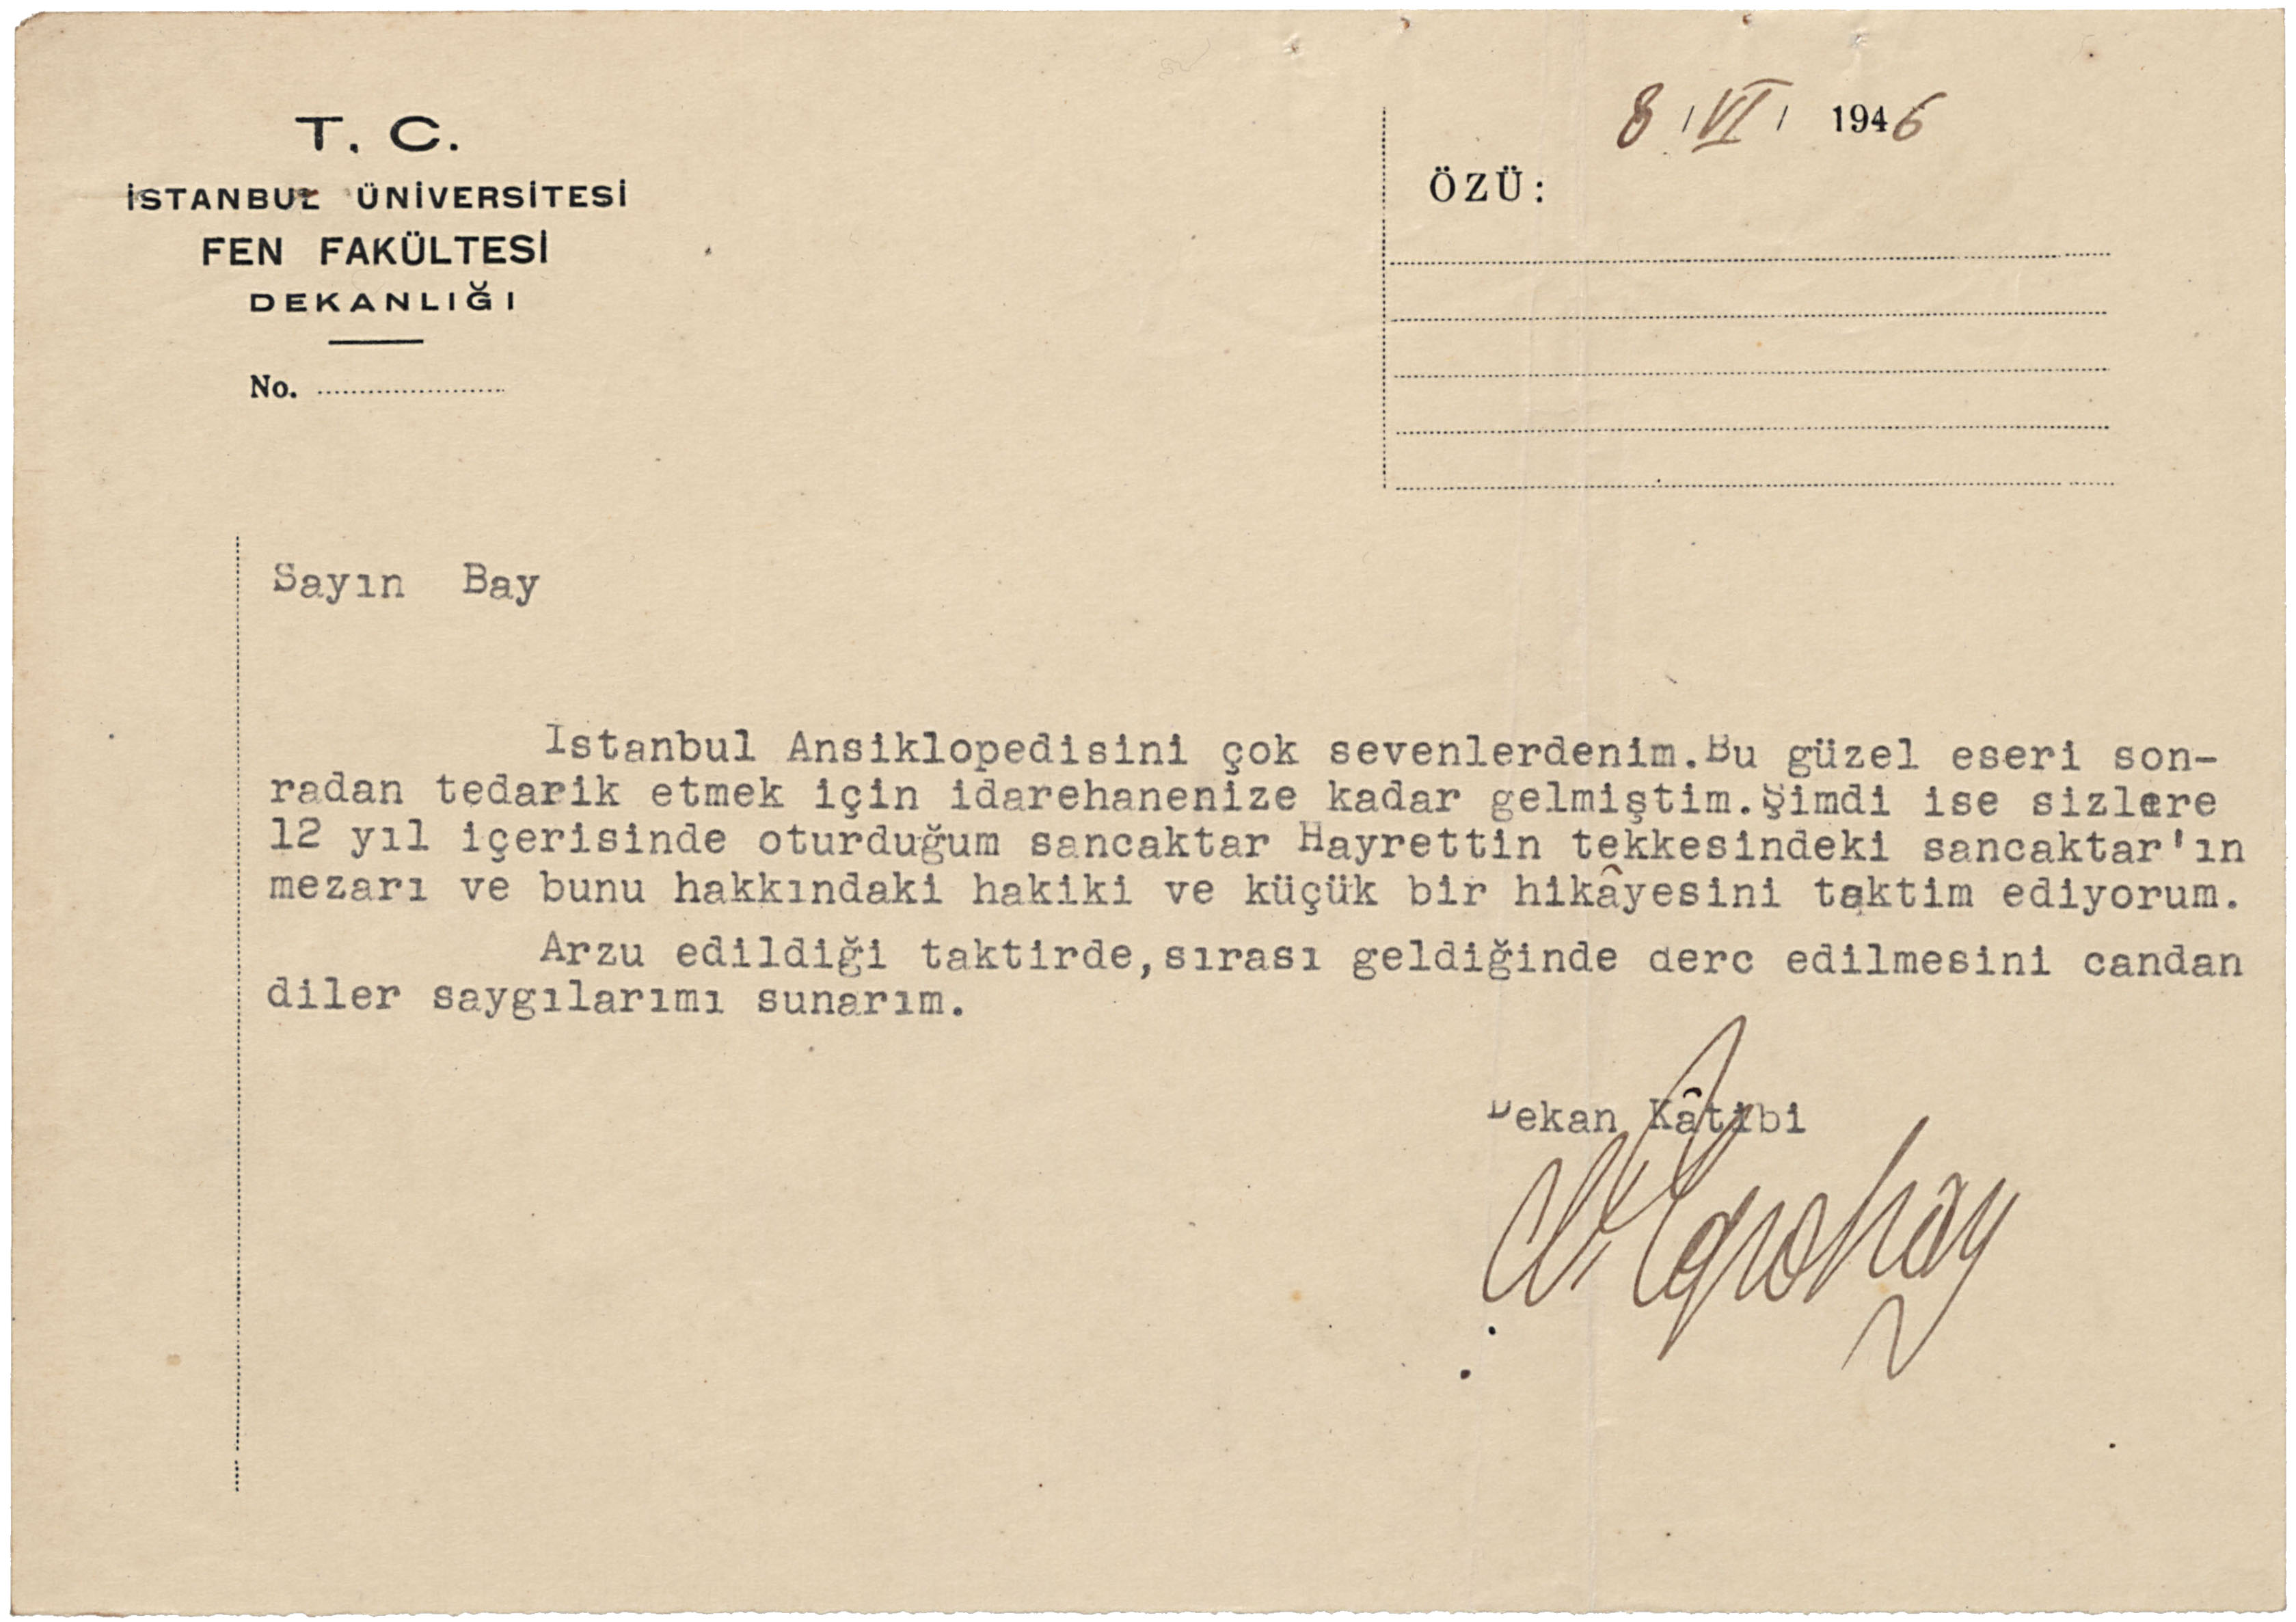 T. C.
İSTANBUL ÜNİVERSİTESİ
FEN FAKÜLTESİ
DEKANLIĞI
No.
8 / VI / 1946
ÖZÜ:
Sayın Bay
İstanbul Ansiklopedisini çok sevenlerdenim.Bu güzel eseri son-
radan tedarik etmek için idarehanenize kadar gelmiştim.Şimdi ise sizlere
12 yıl içerisinde oturduğum sancaktar Hayrettin tekkesindeki sancaktar'ın
mezarı ve bunu hakkındaki hakiki ve küçük bir hikâyesini taktim ediyorum.
Arzu edildiği taktirde,sırası geldiğinde derc edilmesini candan
diler saygılarımı sunarım.
Dekan Kâtibi